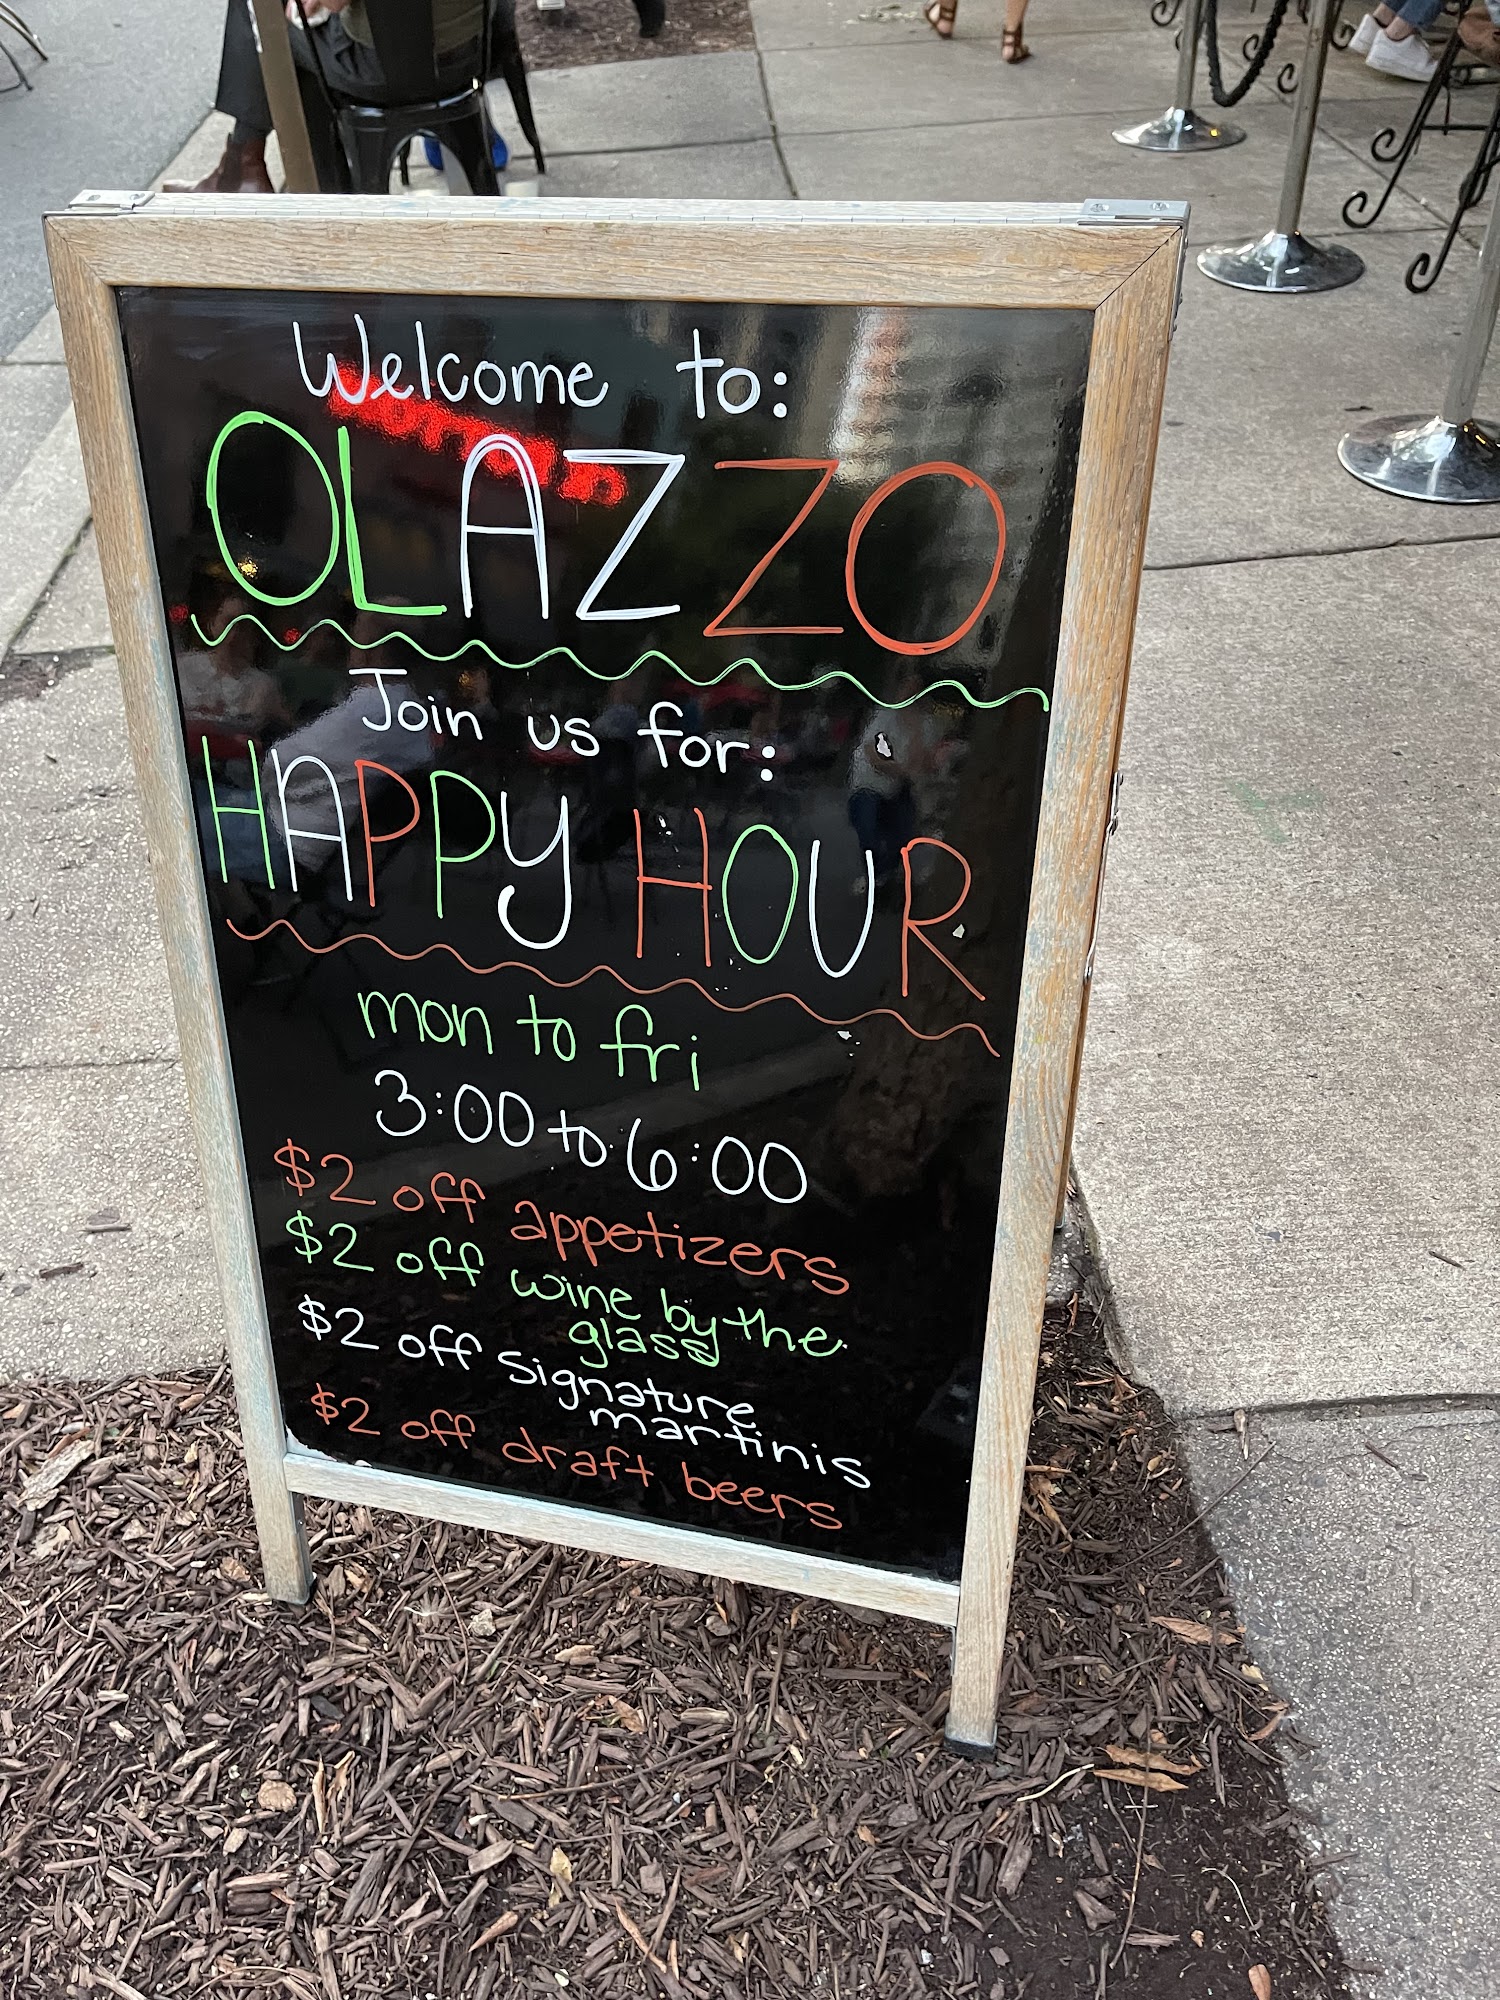 Welcome to:
OLAZZO
Join us for:
HAPPY HOUR
mon to fri
3:00 to 6:00
$2 off appetizers
$2 off wine by the
glass
$2 off Signature
martinis
$2 off draft beers